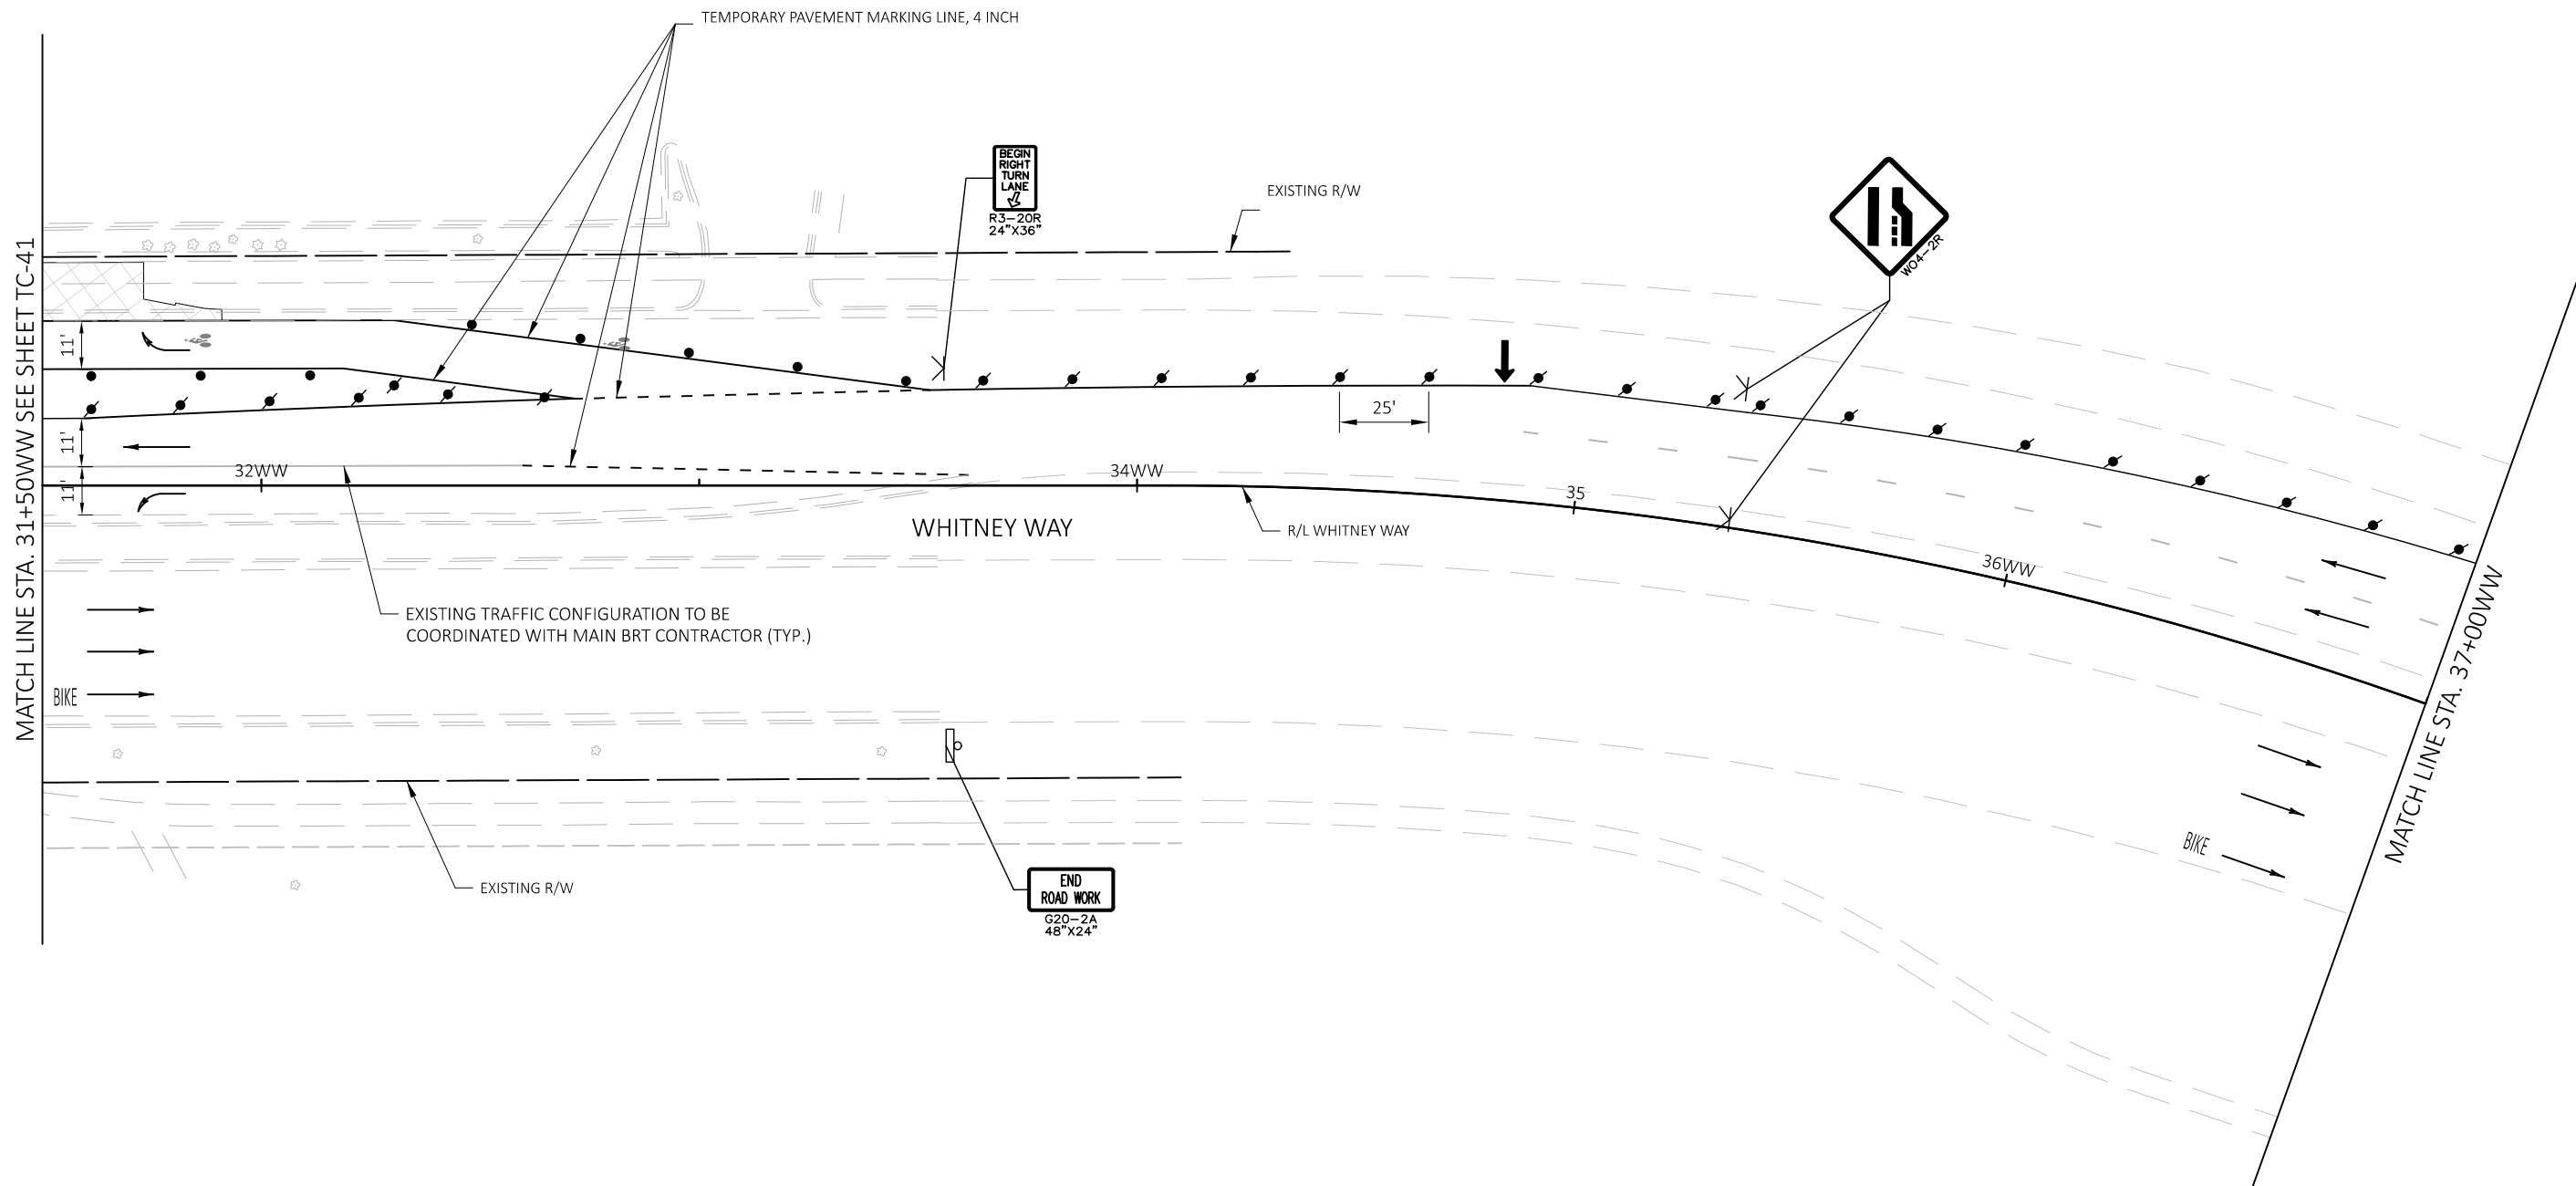 TEMPORARY PAVEMENT MARKING LINE, 4 INCH
BEGIN
RIGHT
TURN
LANE
R3-20R
24"X36"
EXISTING R/W
W04-2R
MATCH LINE STA. 31+50WW SEE SHEET TC-41
11'
11'
11'
25'
32WW
34WW
35
36WW
WHITNEY WAY
R/L WHITNEY WAY
EXISTING TRAFFIC CONFIGURATION TO BE
COORDINATED WITH MAIN BRT CONTRACTOR (TYP.)
BIKE
MATCH LINE STA. 37+00WW
BIKE
EXISTING R/W
END
ROAD WORK
G20-2A
48"X24"